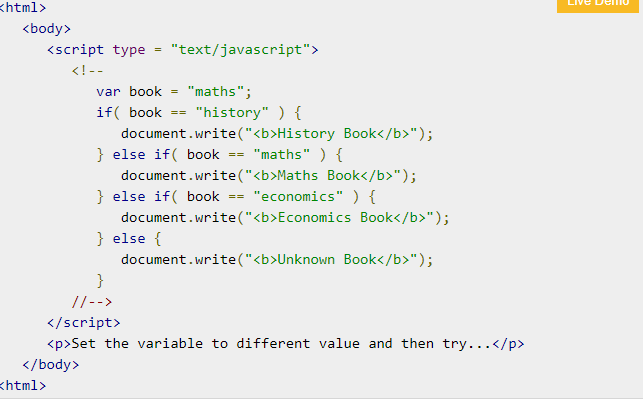 Live Demo
<html>
<body>
<script type = "text/javascript">
<!--
var book = "maths";
if( book == "history" ) {
document.write("<b>History Book</b>");
} else if( book == "maths" ) {
document.write("<b>Maths Book</b>");
} else if( book == "economics" ) {
document.write("<b>Economics Book</b>");
} else {
document.write("<b>Unknown Book</b>");
}
//-->
</script>
<p>Set the variable to different value and then try...</p>
</body>
<html>